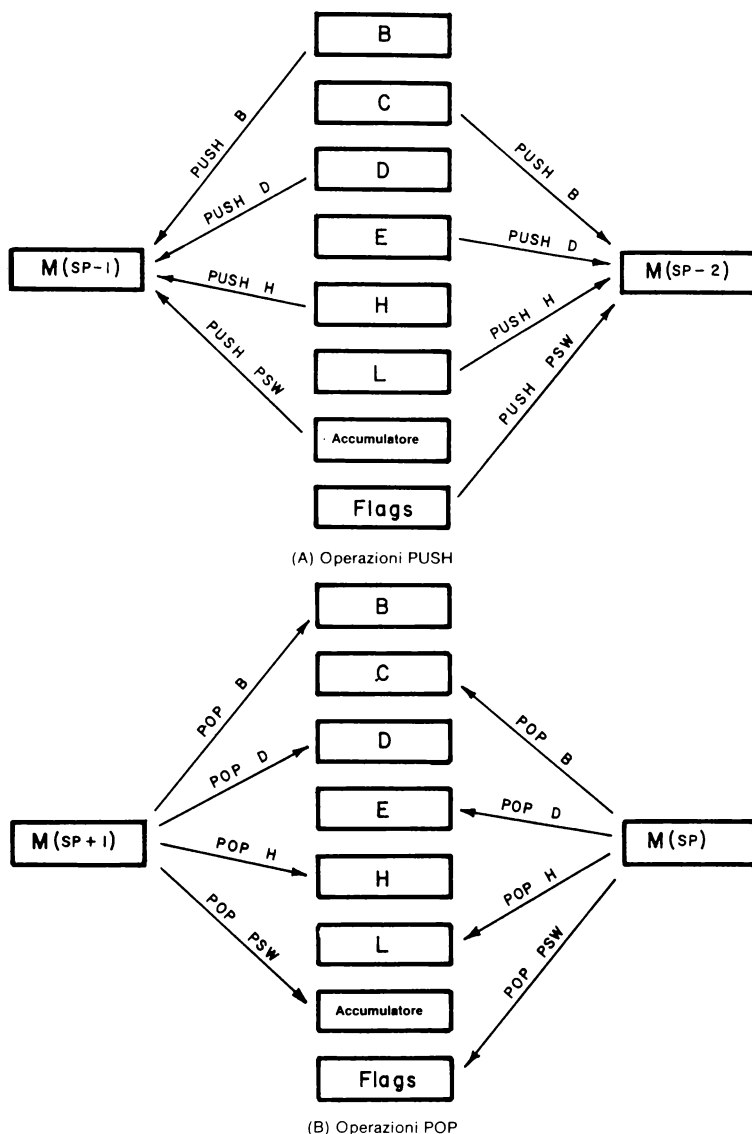 B
C
D
E
H
L
Accumulatore
Flags
M(SP-1)
M(SP-2)
PUSH B
PUSH D
PUSH H
PUSH PSW
PUSH B
PUSH D
PUSH H
PUSH PSW
(A) Operazioni PUSH
B
C
D
E
H
L
Accumulatore
Flags
M(SP+1)
M(SP)
POP B
POP D
POP H
POP PSW
POP B
POP D
POP H
POP PSW
(B) Operazioni POP